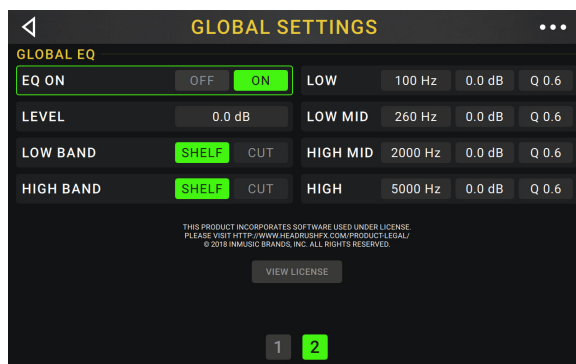 GLOBAL SETTINGS
GLOBAL EQ
EQ ON OFF ON LOW 100 Hz 0.0 dB Q 0.6
LEVEL 0.0 dB LOW MID 260 Hz 0.0 dB Q 0.6
LOW BAND SHELF CUT HIGH MID 2000 Hz 0.0 dB Q 0.6
HIGH BAND SHELF CUT HIGH 5000 Hz 0.0 dB Q 0.6
THIS PRODUCT INCORPORATES SOFTWARE USED UNDER LICENSE.
PLEASE VISIT HTTP://WWW.HEADRUSHFX.COM/PRODUCT-LEGAL/
© 2018 INMUSIC BRANDS, INC. ALL RIGHTS RESERVED.
VIEW LICENSE
1 2